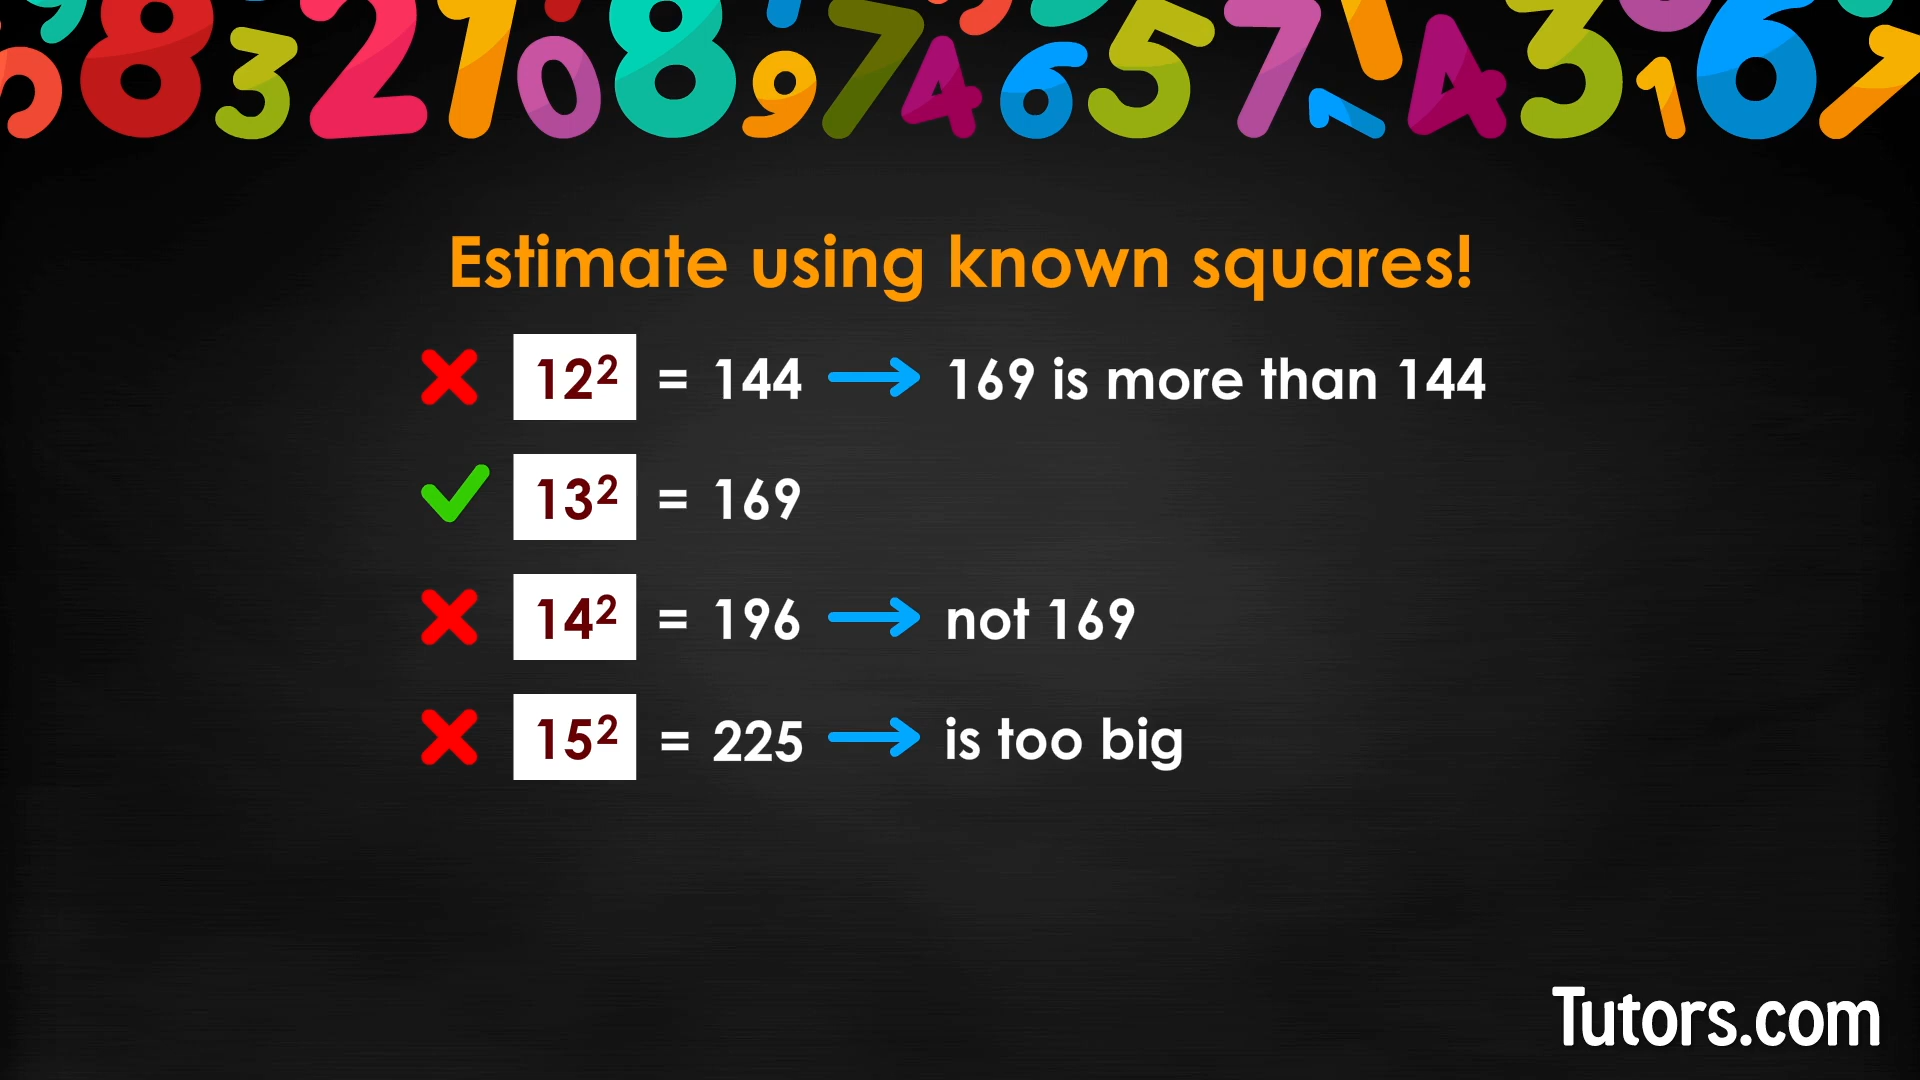 Estimate using known squares!
12² = 144 → 169 is more than 144
13² = 169
14² = 196 → not 169
15² = 225 → is too big
Tutors.com